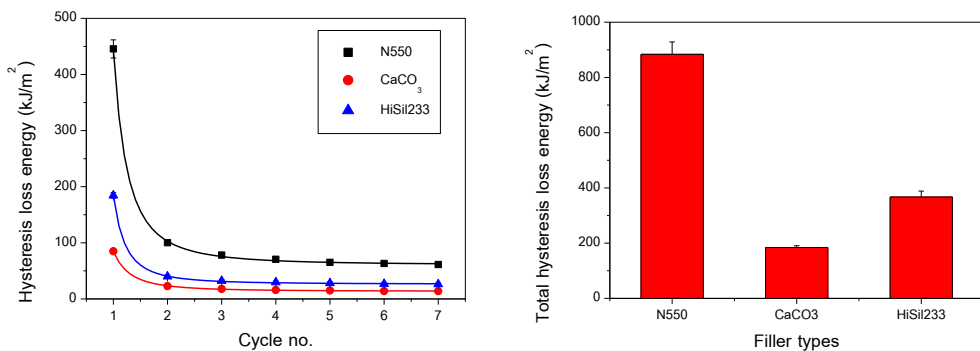 Hysteresis loss energy (kJ/m²)
500
400
300
200
100
0
N550
CaCO₃
HiSil233
1 2 3 4 5 6 7
Cycle no.
Total hysteresis loss energy (kJ/m²)
1000
800
600
400
200
0
N550 CaCO3 HiSil233
Filler types